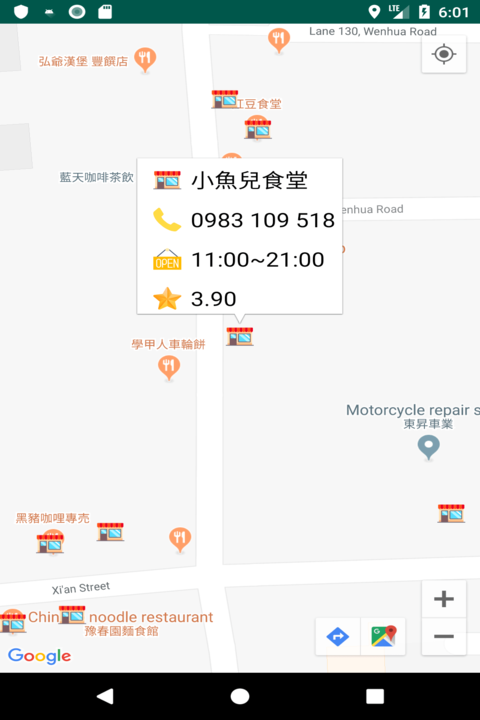 LTE 6:01
Lane 130, Wenhua Road
弘爺漢堡 豐饌店
紅豆食堂
藍天咖啡茶飲
小魚兒食堂
0983 109 518
OPEN 11:00~21:00
3.90
enhua Road
學甲人車輪餅
Motorcycle repair s
東昇車業
黑豬咖哩專売
Xi'an Street
Chin noodle restaurant
豫春園麵食館
Google